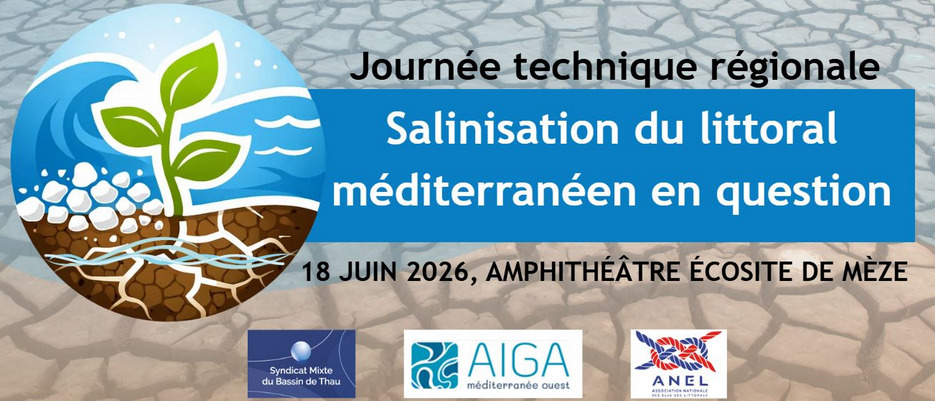 Journée technique régionale
Salinisation du littoral
méditerranéen en question
18 JUIN 2026, AMPHITHÉÂTRE ÉCOSITE DE MÈZE
Syndicat Mixte
du Bassin de Thau
AIGA
méditerranée ouest
ANEL
ASSOCIATION NATIONALE
DES ELUS DES LITTORAUX